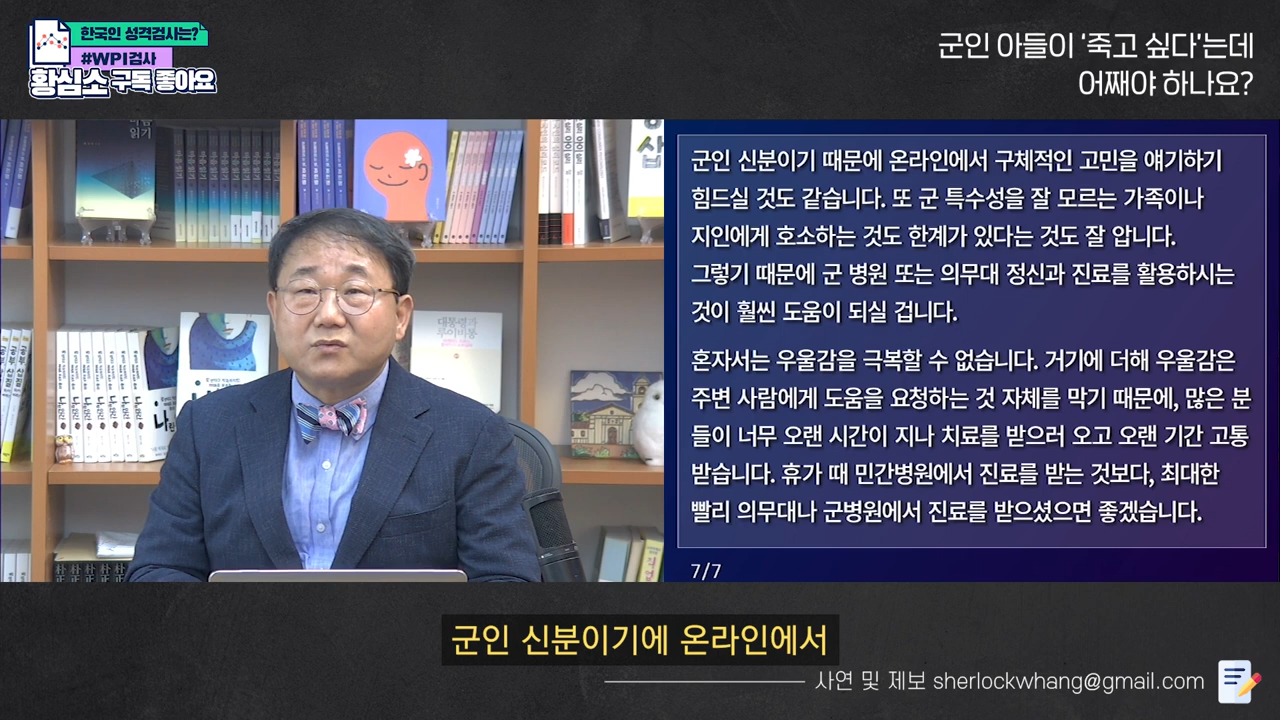 한국인 성격검사는?
#WPI검사
황심소 구독 좋아요
군인 아들이 ‘죽고 싶다’는데
어째야 하나요?
읽기
대통령과
루이비통
군인 신분이기 때문에 온라인에서 구체적인 고민을 얘기하기
힘드실 것도 같습니다. 또 군 특수성을 잘 모르는 가족이나
지인에게 호소하는 것도 한계가 있다는 것도 잘 압니다.
그렇기 때문에 군 병원 또는 의무대 정신과 진료를 활용하시는
것이 훨씬 도움이 되실 겁니다.
혼자서는 우울감을 극복할 수 없습니다. 거기에 더해 우울감은
주변 사람에게 도움을 요청하는 것 자체를 막기 때문에, 많은 분
들이 너무 오랜 시간이 지나 치료를 받으러 오고 오랜 기간 고통
받습니다. 휴가 때 민간병원에서 진료를 받는 것보다, 최대한
빨리 의무대나 군병원에서 진료를 받으셨으면 좋겠습니다.
7/7
군인 신분이기에 온라인에서
사연 및 제보 sherlockwhang@gmail.com